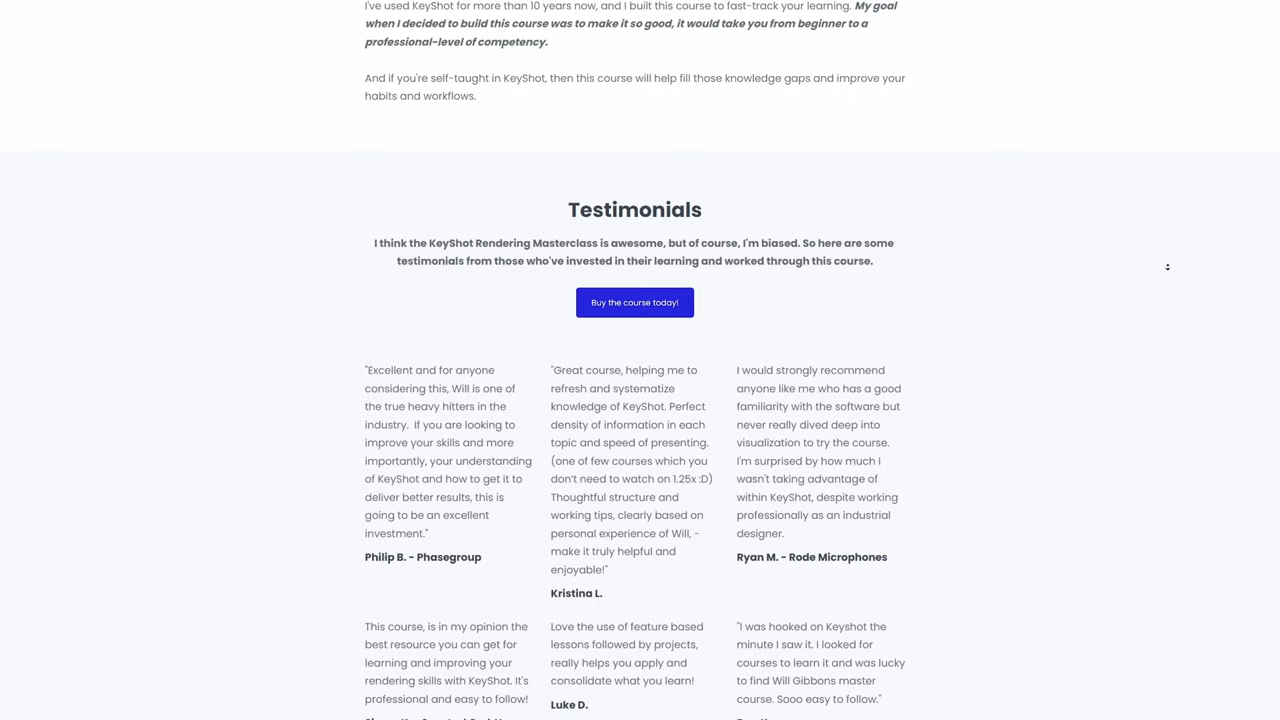 I've used KeyShot for more than 10 years now, and I built this course to fast-track your learning. My goal
when I decided to build this course was to make it so good, it would take you from beginner to a
professional-level of competency.
And if you're self-taught in KeyShot, then this course will help fill those knowledge gaps and improve your
habits and workflows.
Testimonials
I think the KeyShot Rendering Masterclass is awesome, but of course, I'm biased. So here are some
testimonials from those who've invested in their learning and worked through this course.
Buy the course today!
"Excellent and for anyone
considering this, Will is one of
the true heavy hitters in the
industry.  If you are looking to
improve your skills and more
importantly, your understanding
of KeyShot and how to get it to
deliver better results, this is
going to be an excellent
investment."
Philip B. - Phasegroup
"Great course, helping me to
refresh and systematize
knowledge of KeyShot. Perfect
density of information in each
topic and speed of presenting.
(one of few courses which you
don't need to watch on 1.25x :D)
Thoughtful structure and
working tips, clearly based on
personal experience of Will, -
make it truly helpful and
enjoyable!"
Kristina L.
I would strongly recommend
anyone like me who has a good
familiarity with the software but
never really dived deep into
visualization to try the course.
I'm surprised by how much I
wasn't taking advantage of
within KeyShot, despite working
professionally as an industrial
designer.
Ryan M. - Rode Microphones
This course, is in my opinion the
best resource you can get for
learning and improving your
rendering skills with KeyShot. It's
professional and easy to follow!
Love the use of feature based
lessons followed by projects,
really helps you apply and
consolidate what you learn!
Luke D.
"I was hooked on Keyshot the
minute I saw it. I looked for
courses to learn it and was lucky
to find Will Gibbons master
course. Sooo easy to follow."